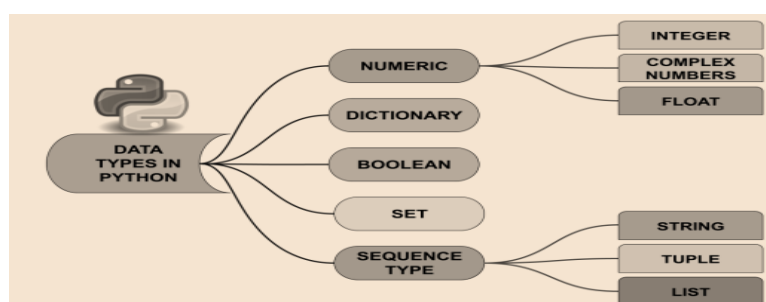 DATA
TYPES IN
PYTHON
NUMERIC
DICTIONARY
BOOLEAN
SET
SEQUENCE
TYPE
INTEGER
COMPLEX
NUMBERS
FLOAT
STRING
TUPLE
LIST